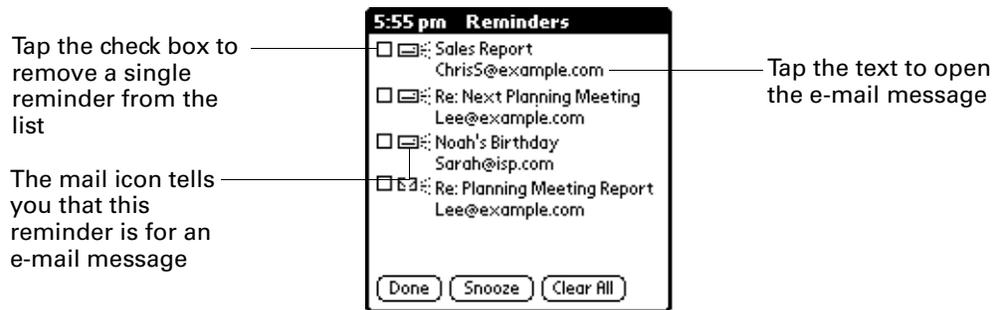 Tap the check box to
remove a single
reminder from the
list
The mail icon tells
you that this
reminder is for an
e-mail message
5:55 pm Reminders
Sales Report
ChrisS@example.com
Re: Next Planning Meeting
Lee@example.com
Noah's Birthday
Sarah@isp.com
Re: Planning Meeting Report
Lee@example.com
Done Snooze Clear All
Tap the text to open
the e-mail message